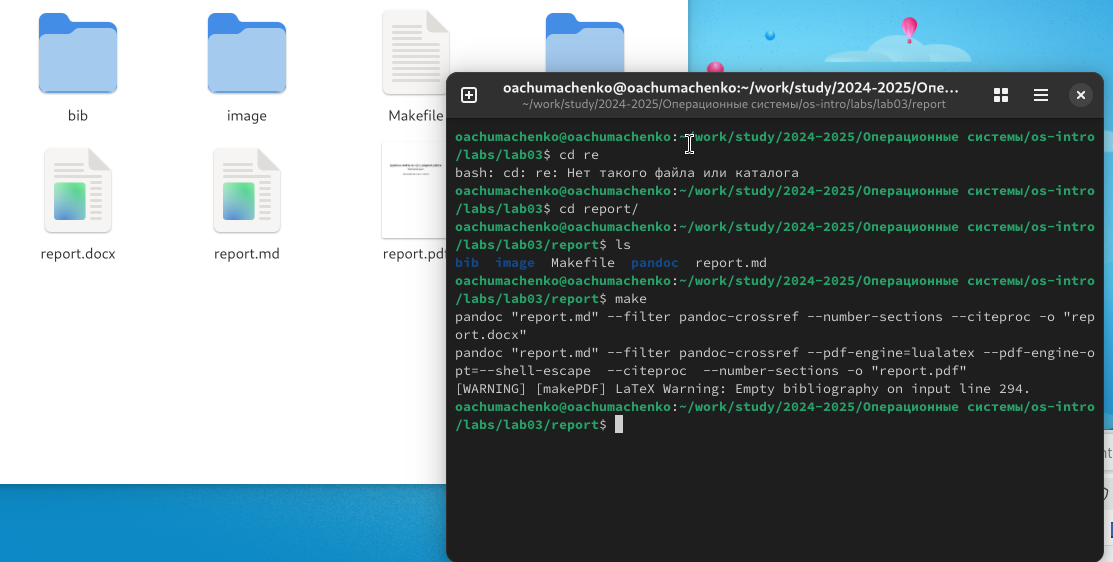 bib
image
Makefile
report.docx
report.md
report.pdf
oachumachenko@oachumachenko:~/work/study/2024-2025/Опе…
~/work/study/2024-2025/Операционные системы/os-intro/labs/lab03/report
oachumachenko@oachumachenko:~/work/study/2024-2025/Операционные системы/os-intro
/labs/lab03$ cd re
bash: cd: re: Нет такого файла или каталога
oachumachenko@oachumachenko:~/work/study/2024-2025/Операционные системы/os-intro
/labs/lab03$ cd report/
oachumachenko@oachumachenko:~/work/study/2024-2025/Операционные системы/os-intro
/labs/lab03/report$ ls
bib  image  Makefile  pandoc  report.md
oachumachenko@oachumachenko:~/work/study/2024-2025/Операционные системы/os-intro
/labs/lab03/report$ make
pandoc "report.md" --filter pandoc-crossref --number-sections --citeproc -o "rep
ort.docx"
pandoc "report.md" --filter pandoc-crossref --pdf-engine=lualatex --pdf-engine-o
pt=--shell-escape  --citeproc  --number-sections -o "report.pdf"
[WARNING] [makePDF] LaTeX Warning: Empty bibliography on input line 294.
oachumachenko@oachumachenko:~/work/study/2024-2025/Операционные системы/os-intro
/labs/lab03/report$